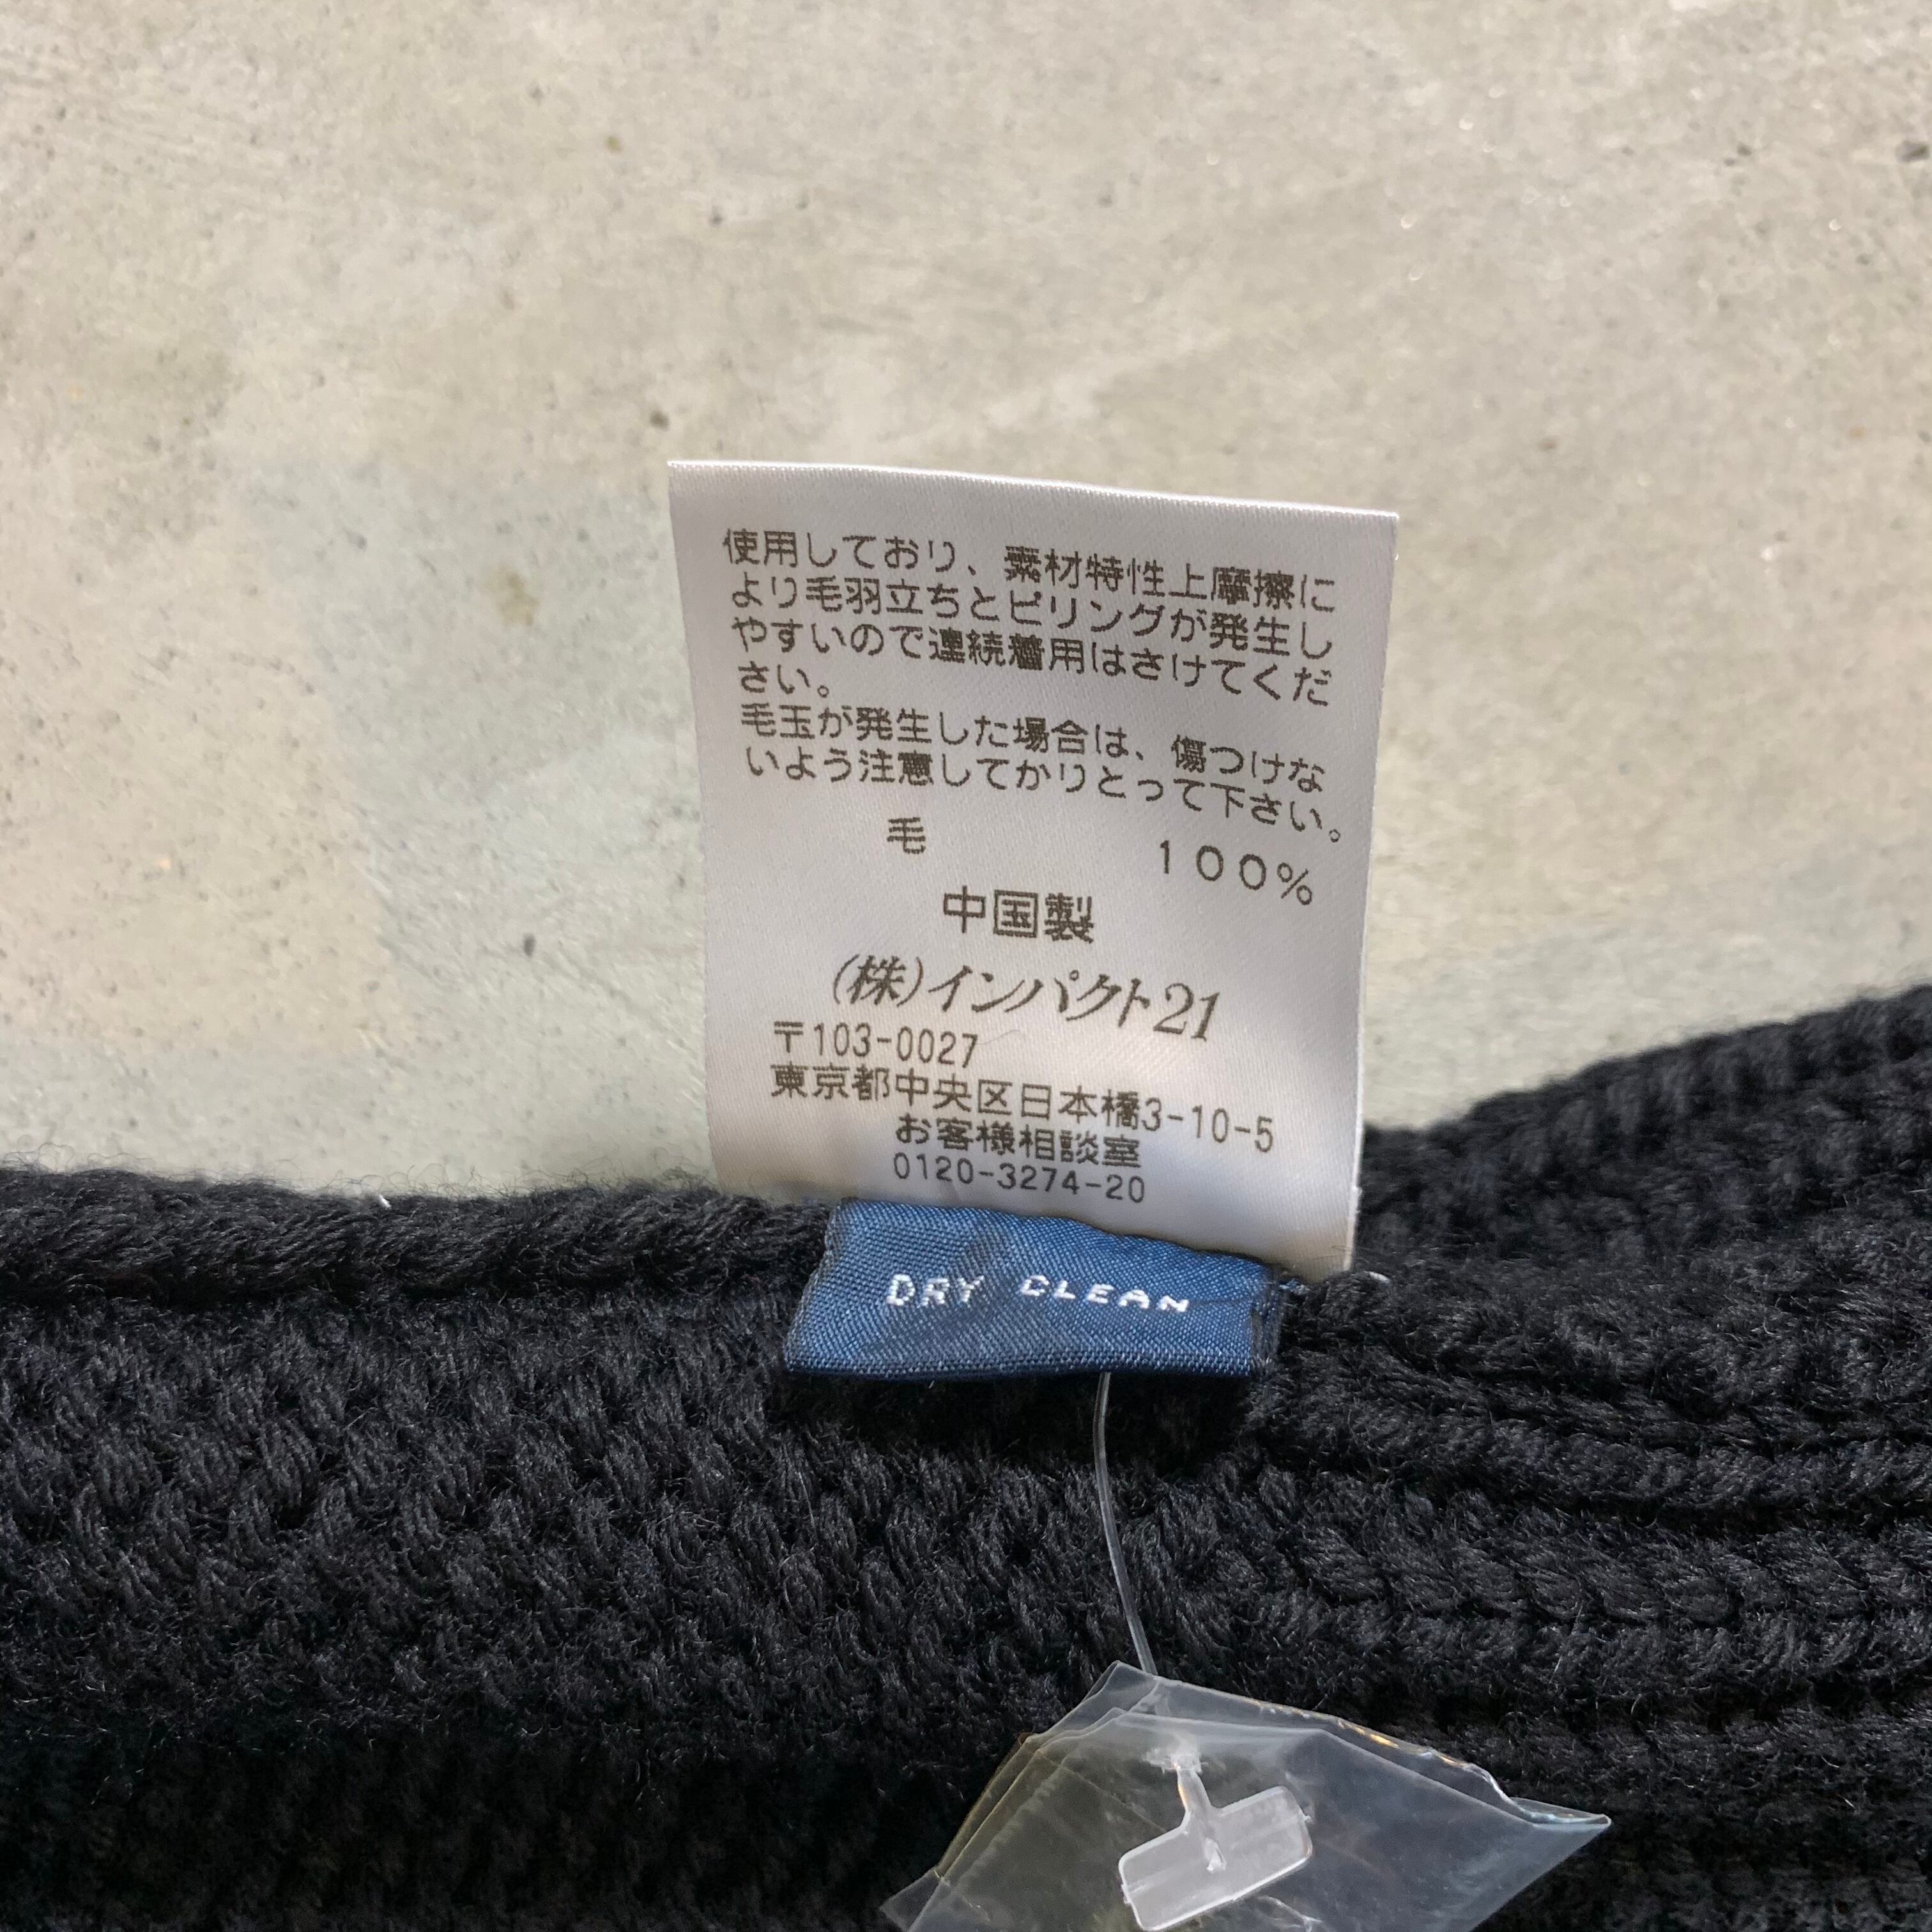 使用しており、素材特性上摩擦に
より毛羽立ちとピリングが発生し
やすいので連続着用はさけてくだ
さい。
毛玉が発生した場合は、傷つけな
いよう注意してかりとって下さい。
毛 100%
中国製
(株)インパクト21
〒103-0027
東京都中央区日本橋3-10-5
お客様相談室
0120-3274-20
DRY CLEAN